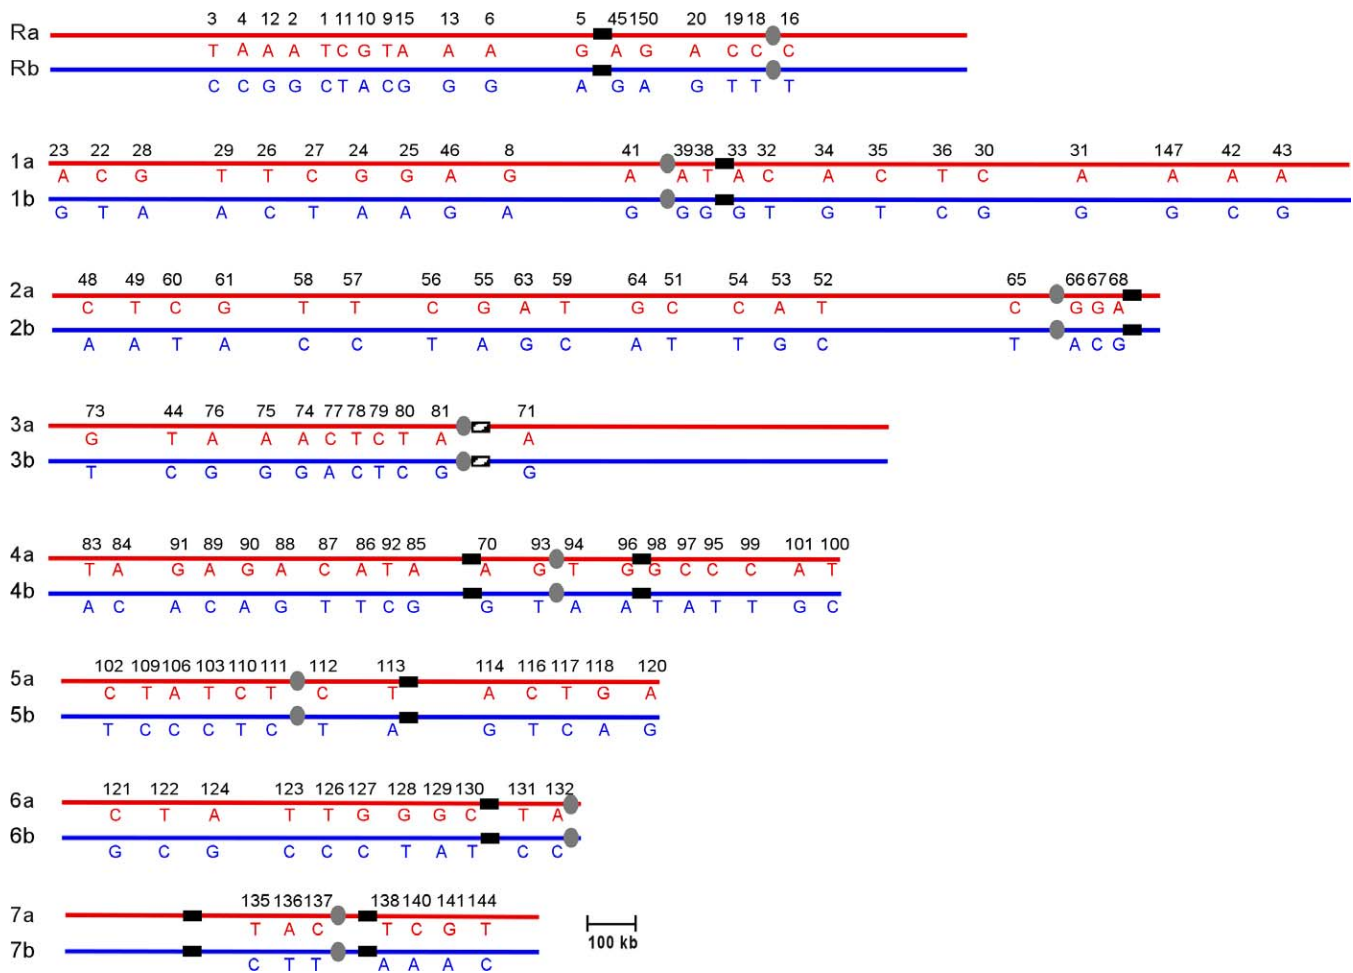 3 4 12 2 1 11 10 9 15 13 6 5 45 150 20 19 18 16
Ra
T A A A T C G T A A A G A G A C C C
Rb
C C G G C T A C G G G A G A G T T T
23 22 28 29 26 27 24 25 46 8 41 39 38 33 32 34 35 36 30 31 147 42 43
1a
A C G T T C G G A G A A T A C A C T C A A A A
1b
G T A A C T A A G A G G G G T G T C G G G C G
48 49 60 61 58 57 56 55 63 59 64 51 54 53 52 65 66 67 68
2a
C T C G T T C G A T G C C A T C G G A
2b
A A T A C C T A G C A T T G C T A C G
73 44 76 75 74 77 78 79 80 81 71
3a
G T A A A C T C T A A
3b
T C G G G A C T C G G
83 84 91 89 90 88 87 86 92 85 70 93 94 96 98 97 95 99 101 100
4a
T A G A G A C A T A A G T G G C C C A T
4b
A C A C A G T T C G G T A A T A T T G C
102 109 106 103 110 111 112 113 114 116 117 118 120
5a
C T A T C T C T A C T G A
5b
T C C C T C T A G T C A G
121 122 124 123 126 127 128 129 130 131 132
6a
C T A T T G G G C T A
6b
G C G C C C T A T C C
135 136 137 138 140 141 144
7a
T A C T C G T
7b
C T T A A A C
100 kb